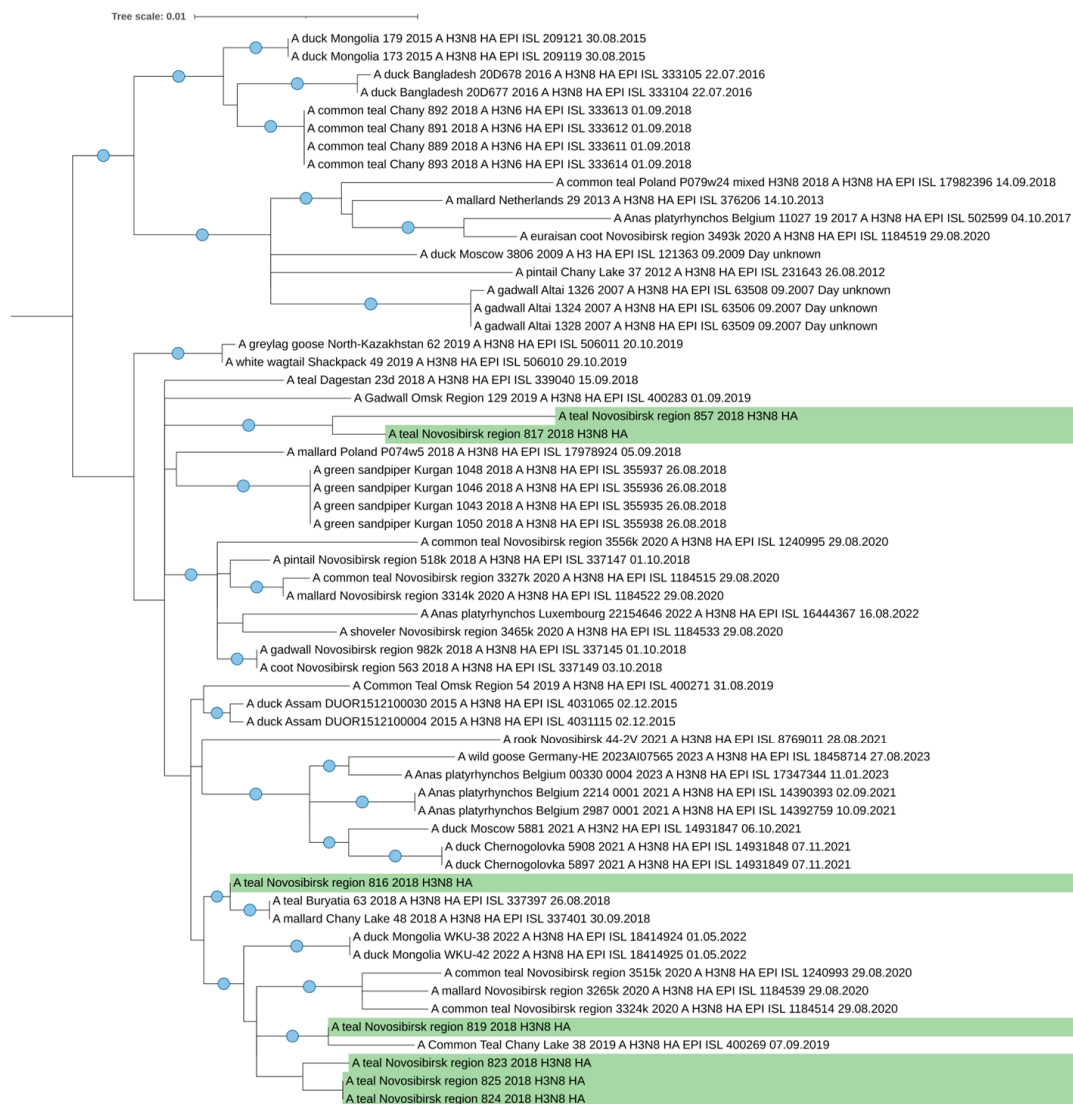 Tree scale: 0.01
A duck Mongolia 179 2015 A H3N8 HA EPI ISL 209121 30.08.2015
A duck Mongolia 173 2015 A H3N8 HA EPI ISL 209119 30.08.2015
A duck Bangladesh 20D678 2016 A H3N8 HA EPI ISL 333105 22.07.2016
A duck Bangladesh 20D677 2016 A H3N8 HA EPI ISL 333104 22.07.2016
A common teal Chany 892 2018 A H3N6 HA EPI ISL 333613 01.09.2018
A common teal Chany 891 2018 A H3N6 HA EPI ISL 333612 01.09.2018
A common teal Chany 889 2018 A H3N6 HA EPI ISL 333611 01.09.2018
A common teal Chany 893 2018 A H3N6 HA EPI ISL 333614 01.09.2018
A common teal Poland P079w24 mixed H3N8 2018 A H3N8 HA EPI ISL 17982396 14.09.2018
A mallard Netherlands 29 2013 A H3N8 HA EPI ISL 376206 14.10.2013
A Anas platyrhynchos Belgium 11027 19 2017 A H3N8 HA EPI ISL 502599 04.10.2017
A euraisan coot Novosibirsk region 3493k 2020 A H3N8 HA EPI ISL 1184519 29.08.2020
A duck Moscow 3806 2009 A H3 HA EPI ISL 121363 09.2009 Day unknown
A pintail Chany Lake 37 2012 A H3N8 HA EPI ISL 231643 26.08.2012
A gadwall Altai 1326 2007 A H3N8 HA EPI ISL 63508 09.2007 Day unknown
A gadwall Altai 1324 2007 A H3N8 HA EPI ISL 63506 09.2007 Day unknown
A gadwall Altai 1328 2007 A H3N8 HA EPI ISL 63509 09.2007 Day unknown
A greylag goose North-Kazakhstan 62 2019 A H3N8 HA EPI ISL 506011 20.10.2019
A white wagtail Shackpack 49 2019 A H3N8 HA EPI ISL 506010 29.10.2019
A teal Dagestan 23d 2018 A H3N8 HA EPI ISL 339040 15.09.2018
A Gadwall Omsk Region 129 2019 A H3N8 HA EPI ISL 400283 01.09.2019
A teal Novosibirsk region 857 2018 H3N8 HA
A teal Novosibirsk region 817 2018 H3N8 HA
A mallard Poland P074w5 2018 A H3N8 HA EPI ISL 17978924 05.09.2018
A green sandpiper Kurgan 1048 2018 A H3N8 HA EPI ISL 355937 26.08.2018
A green sandpiper Kurgan 1046 2018 A H3N8 HA EPI ISL 355936 26.08.2018
A green sandpiper Kurgan 1043 2018 A H3N8 HA EPI ISL 355935 26.08.2018
A green sandpiper Kurgan 1050 2018 A H3N8 HA EPI ISL 355938 26.08.2018
A common teal Novosibirsk region 3556k 2020 A H3N8 HA EPI ISL 1240995 29.08.2020
A pintail Novosibirsk region 518k 2018 A H3N8 HA EPI ISL 337147 01.10.2018
A common teal Novosibirsk region 3327k 2020 A H3N8 HA EPI ISL 1184515 29.08.2020
A mallard Novosibirsk region 3314k 2020 A H3N8 HA EPI ISL 1184522 29.08.2020
A Anas platyrhynchos Luxembourg 22154646 2022 A H3N8 HA EPI ISL 16444367 16.08.2022
A shoveler Novosibirsk region 3465k 2020 A H3N8 HA EPI ISL 1184533 29.08.2020
A gadwall Novosibirsk region 982k 2018 A H3N8 HA EPI ISL 337145 01.10.2018
A coot Novosibirsk region 563 2018 A H3N8 HA EPI ISL 337149 03.10.2018
A Common Teal Omsk Region 54 2019 A H3N8 HA EPI ISL 400271 31.08.2019
A duck Assam DUOR1512100030 2015 A H3N8 HA EPI ISL 4031065 02.12.2015
A duck Assam DUOR1512100004 2015 A H3N8 HA EPI ISL 4031115 02.12.2015
A rook Novosibirsk 44-2V 2021 A H3N8 HA EPI ISL 8769011 28.08.2021
A wild goose Germany-HE 2023AI07565 2023 A H3N8 HA EPI ISL 18458714 27.08.2023
A Anas platyrhynchos Belgium 00330 0004 2023 A H3N8 HA EPI ISL 17347344 11.01.2023
A Anas platyrhynchos Belgium 2214 0001 2021 A H3N8 HA EPI ISL 14390393 02.09.2021
A Anas platyrhynchos Belgium 2987 0001 2021 A H3N8 HA EPI ISL 14392759 10.09.2021
A duck Moscow 5881 2021 A H3N2 HA EPI ISL 14931847 06.10.2021
A duck Chernogolovka 5908 2021 A H3N8 HA EPI ISL 14931848 07.11.2021
A duck Chernogolovka 5897 2021 A H3N8 HA EPI ISL 14931849 07.11.2021
A teal Novosibirsk region 816 2018 H3N8 HA
A teal Buryatia 63 2018 A H3N8 HA EPI ISL 337397 26.08.2018
A mallard Chany Lake 48 2018 A H3N8 HA EPI ISL 337401 30.09.2018
A duck Mongolia WKU-38 2022 A H3N8 HA EPI ISL 18414924 01.05.2022
A duck Mongolia WKU-42 2022 A H3N8 HA EPI ISL 18414925 01.05.2022
A common teal Novosibirsk region 3515k 2020 A H3N8 HA EPI ISL 1240993 29.08.2020
A mallard Novosibirsk region 3265k 2020 A H3N8 HA EPI ISL 1184539 29.08.2020
A common teal Novosibirsk region 3324k 2020 A H3N8 HA EPI ISL 1184514 29.08.2020
A teal Novosibirsk region 819 2018 H3N8 HA
A Common Teal Chany Lake 38 2019 A H3N8 HA EPI ISL 400269 07.09.2019
A teal Novosibirsk region 823 2018 H3N8 HA
A teal Novosibirsk region 825 2018 H3N8 HA
A teal Novosibirsk region 824 2018 H3N8 HA